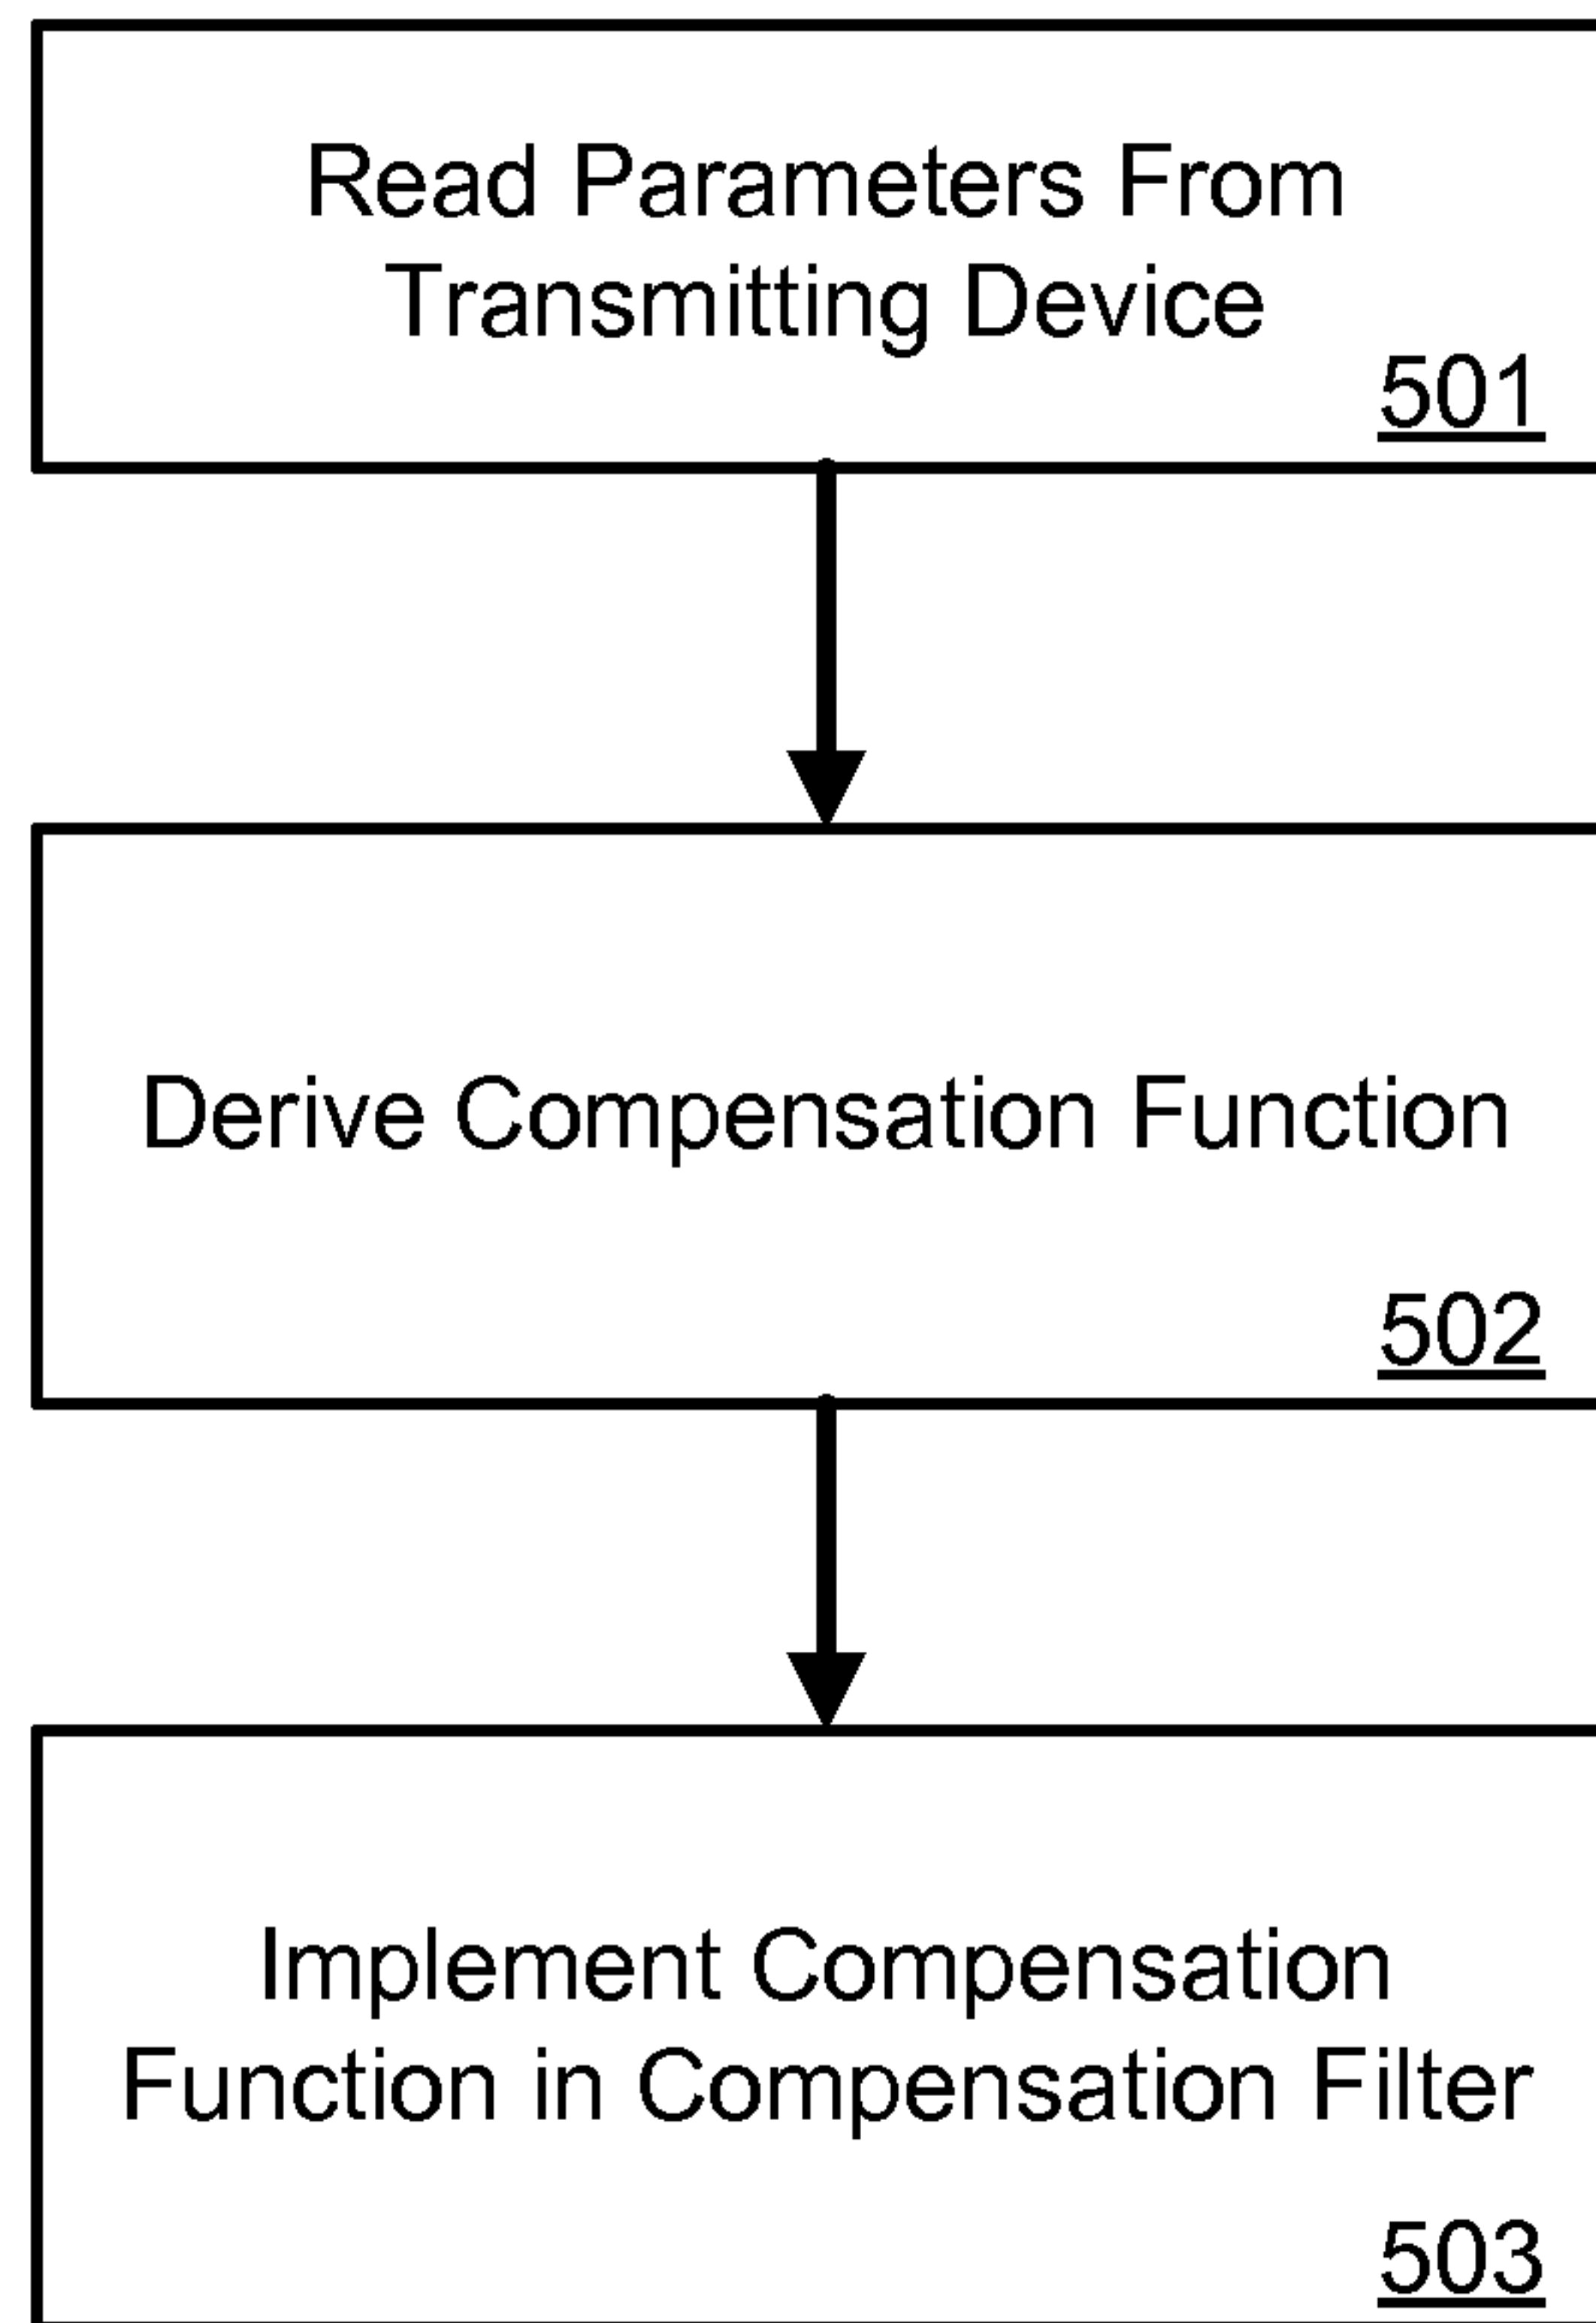 Read Parameters From
Transmitting Device
501
Derive Compensation Function
502
Implement Compensation
Function in Compensation Filter
503